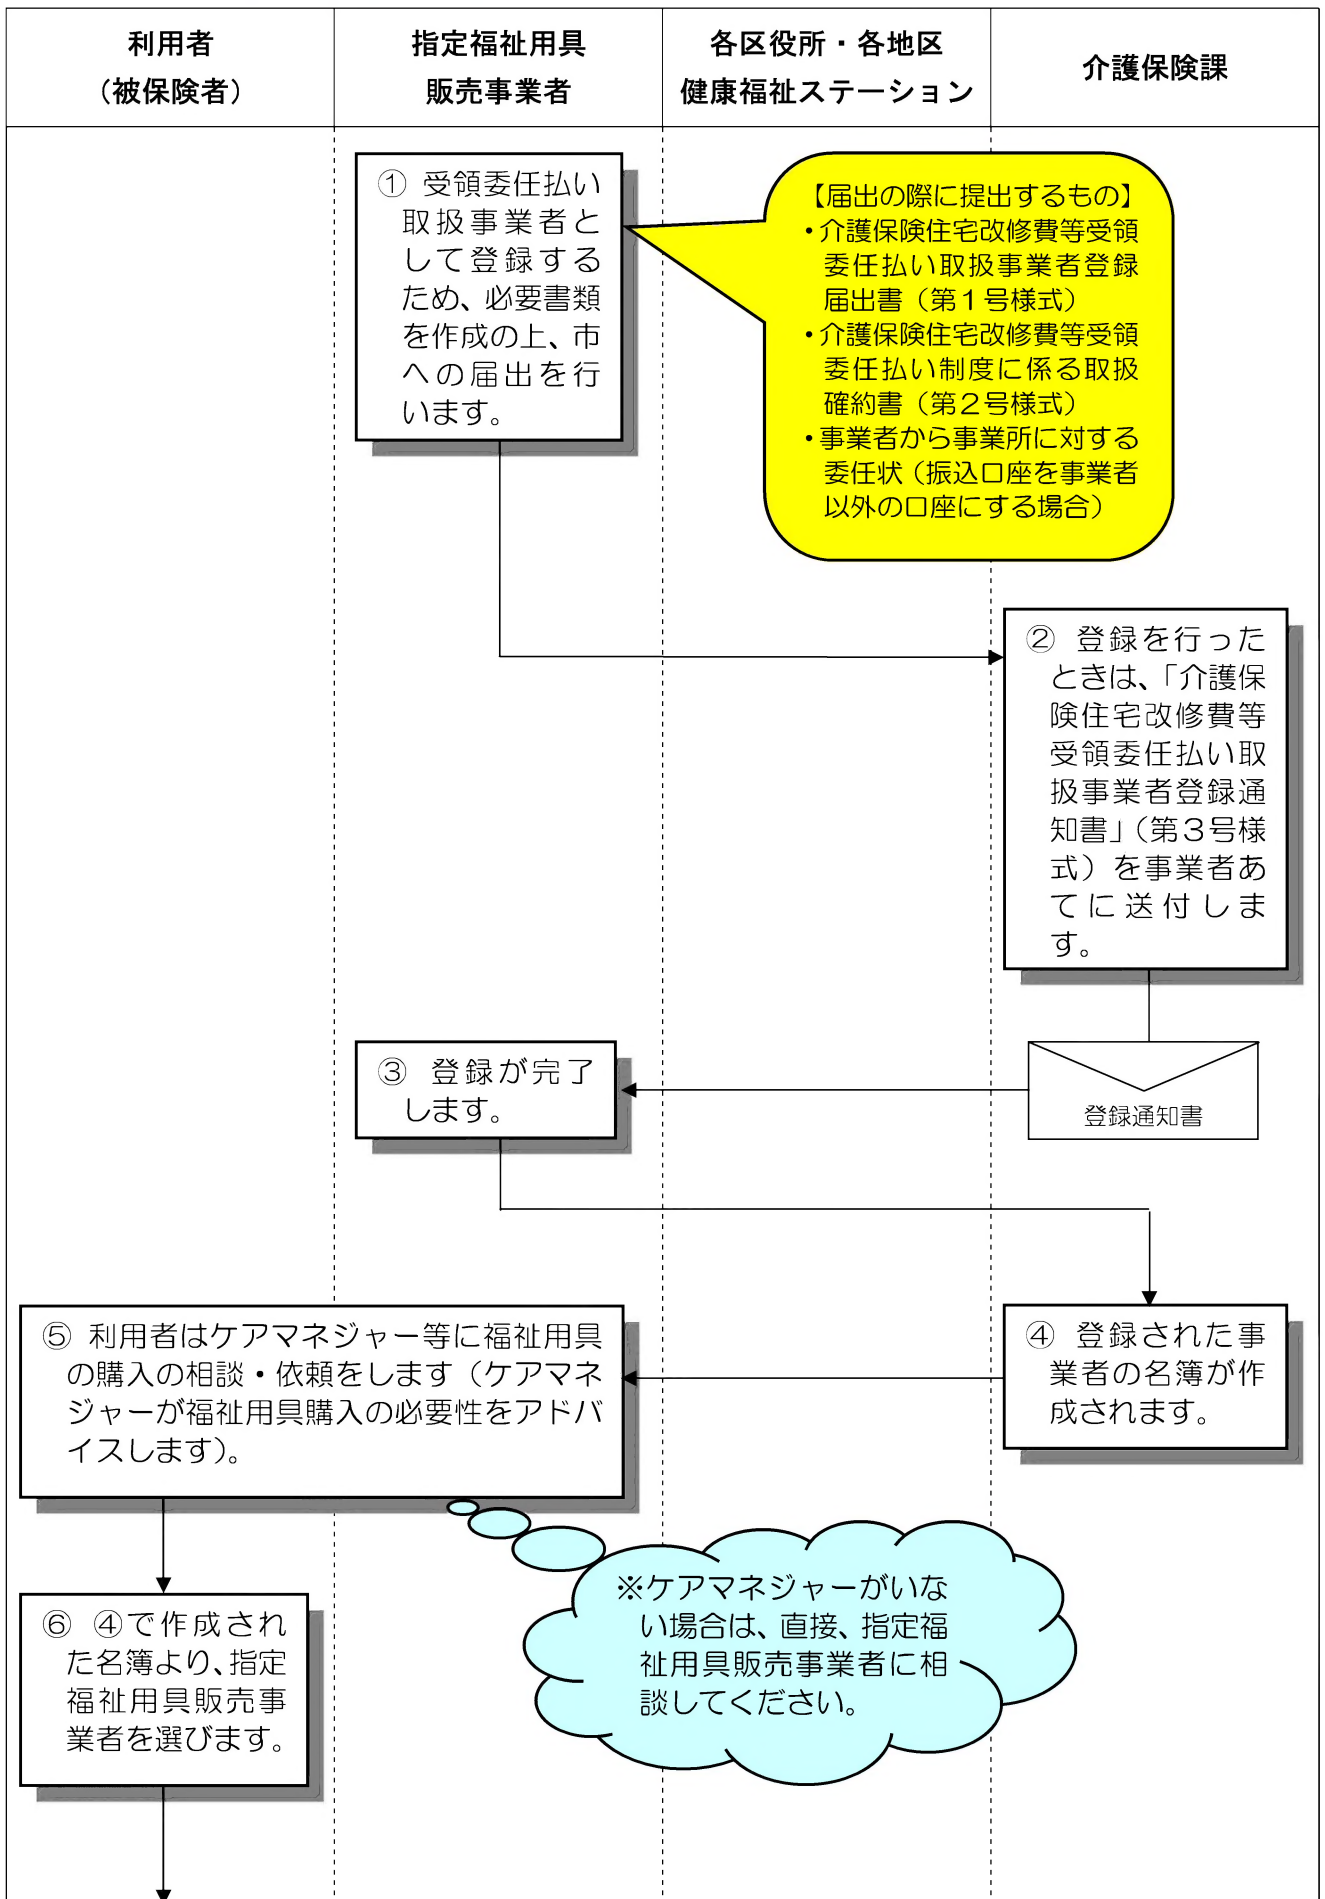 利用者
（被保険者）
指定福祉用具
販売事業者
各区役所・各地区
健康福祉ステーション
介護保険課
① 受領委任払い
取扱事業者と
して登録する
ため、必要書類
を作成の上、市
への届出を行
います。
【届出の際に提出するもの】
・介護保険住宅改修費等受領
委任払い取扱事業者登録
届出書（第１号様式）
・介護保険住宅改修費等受領
委任払い制度に係る取扱
確約書（第２号様式）
・事業者から事業所に対する
委任状（振込口座を事業者
以外の口座にする場合）
② 登録を行った
ときは、「介護保
険住宅改修費等
受領委任払い取
扱事業者登録通
知書」（第３号様
式）を事業者あ
てに送付しま
す。
登録通知書
③ 登録が完了
します。
④ 登録された事
業者の名簿が作
成されます。
⑤ 利用者はケアマネジャー等に福祉用具
の購入の相談・依頼をします（ケアマネ
ジャーが福祉用具購入の必要性をアドバ
イスします）。
※ケアマネジャーがいな
い場合は、直接、指定福
祉用具販売事業者に相
談してください。
⑥ ④で作成され
た名簿より、指定
福祉用具販売事
業者を選びます。